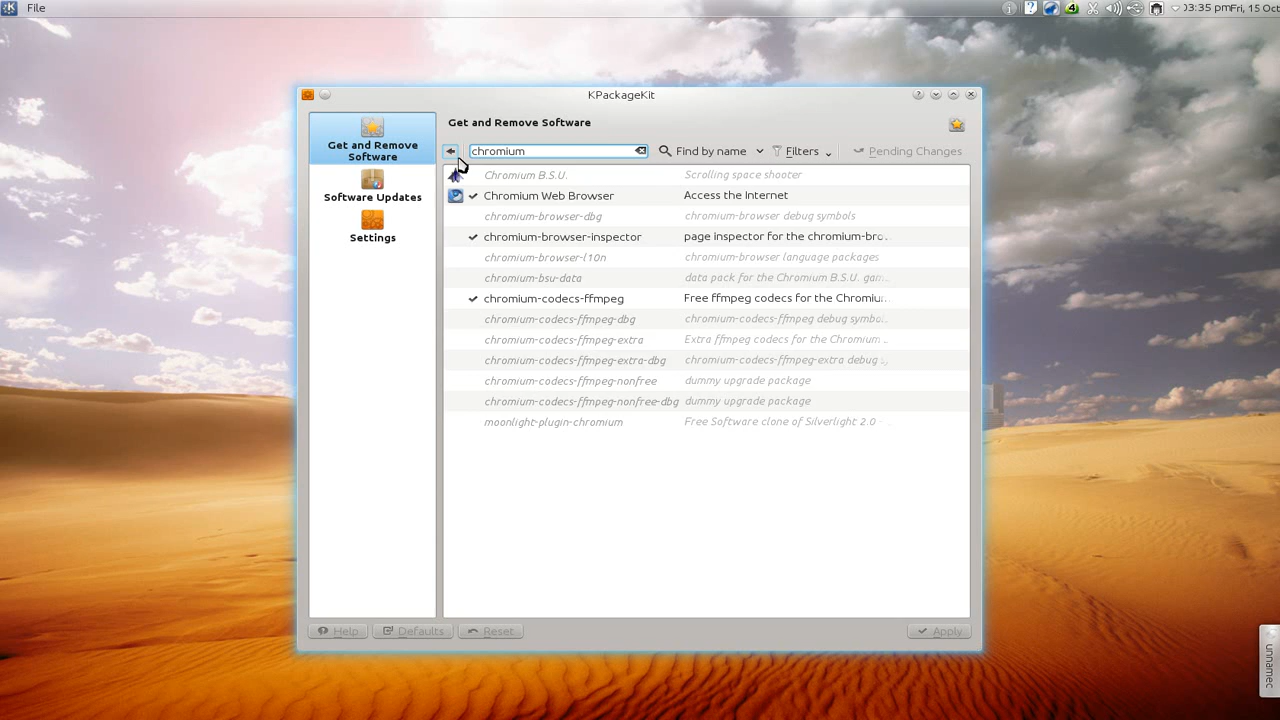 File
4
03:35 pm Fri, 15 Oct
KPackageKit
Get and Remove Software
Software Updates
Settings
Get and Remove Software
chromium
Find by name
Filters
Pending Changes
Chromium B.S.U. Scrolling space shooter
Chromium Web Browser Access the Internet
chromium-browser-dbg chromium-browser debug symbols
chromium-browser-inspector page inspector for the chromium-bro...
chromium-browser-l10n chromium-browser language packages
chromium-bsu-data data pack for the Chromium B.S.U. gam...
chromium-codecs-ffmpeg Free ffmpeg codecs for the Chromiu...
chromium-codecs-ffmpeg-dbg chromium-codecs-ffmpeg debug symbo...
chromium-codecs-ffmpeg-extra Extra ffmpeg codecs for the Chromium ...
chromium-codecs-ffmpeg-extra-dbg chromium-codecs-ffmpeg-extra debug sy...
chromium-codecs-ffmpeg-nonfree dummy upgrade package
chromium-codecs-ffmpeg-nonfree-dbg dummy upgrade package
moonlight-plugin-chromium Free Software clone of Silverlight 2.0 - ...
Help
Defaults
Reset
Apply
unnamec